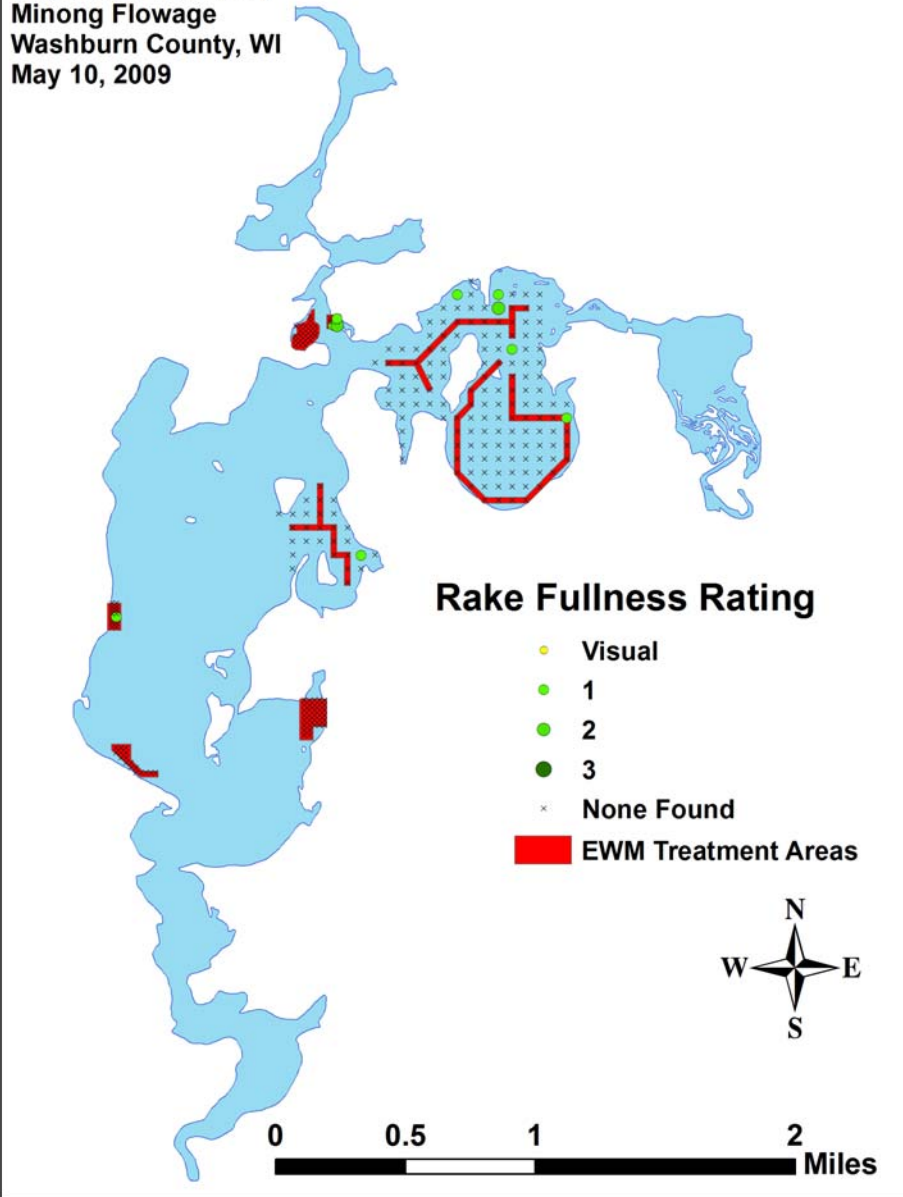 Minong Flowage
Washburn County, WI
May 10, 2009
Rake Fullness Rating
Visual
1
2
3
None Found
EWM Treatment Areas
N
W E
S
0 0.5 1 2
Miles